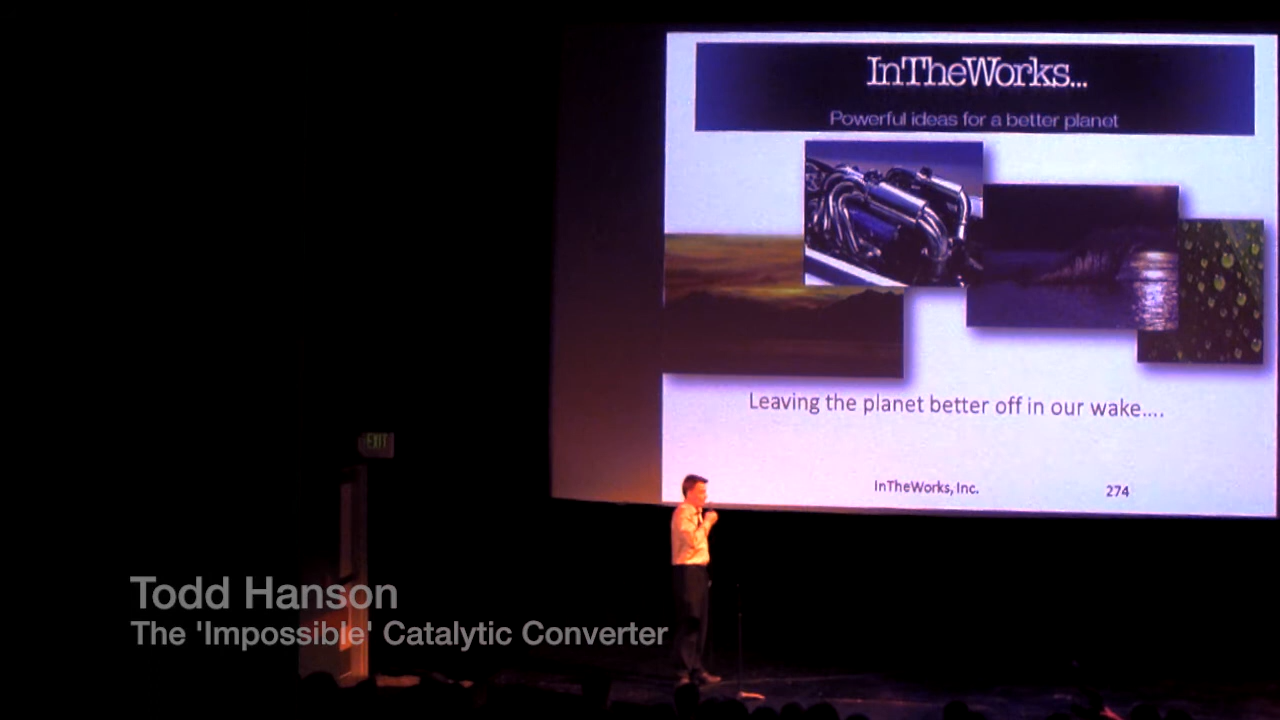 InTheWorks...
Powerful ideas for a better planet
Leaving the planet better off in our wake....
InTheWorks, Inc.
274
EXIT
Todd Hanson
The 'Impossible' Catalytic Converter